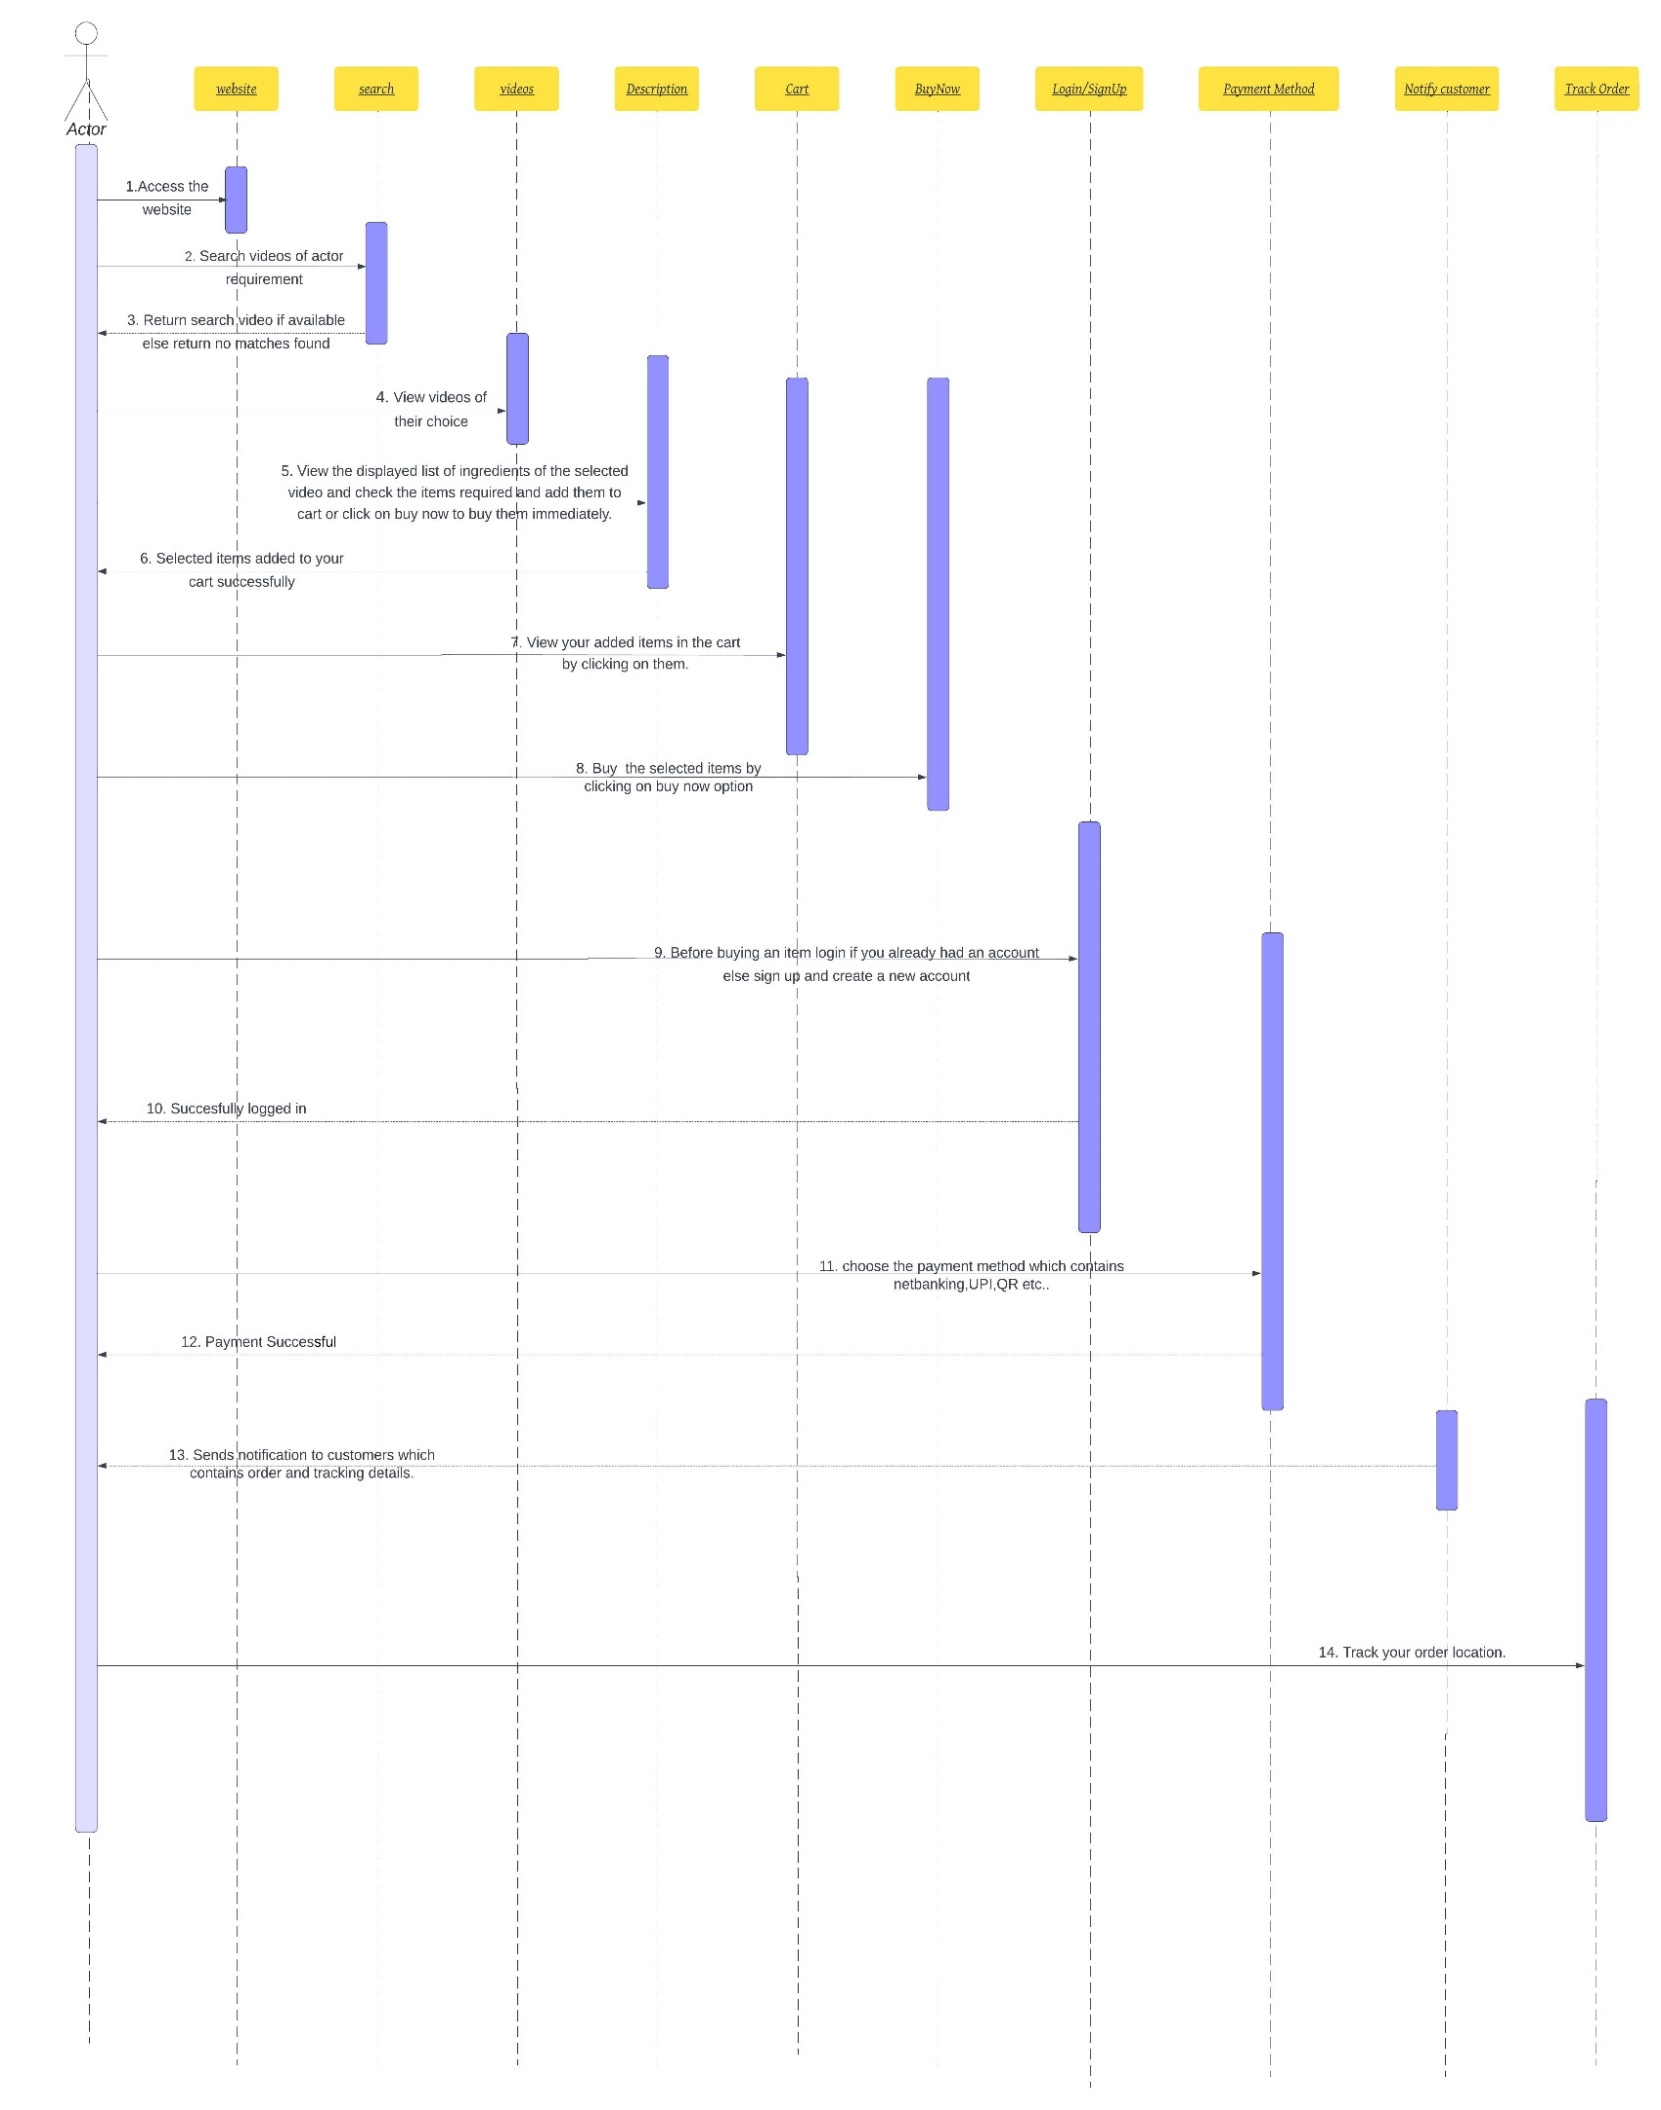 website
search
videos
Description
Cart
BuyNow
Login/SignUp
Payment Method
Notify customer
Track Order
Actor
1.Access the
website
2. Search videos of actor
requirement
3. Return search video if available
else return no matches found
4. View videos of
their choice
5. View the displayed list of ingredients of the selected
video and check the items required and add them to
cart or click on buy now to buy them immediately.
6. Selected items added to your
cart successfully
7. View your added items in the cart
by clicking on them.
8. Buy  the selected items by
clicking on buy now option
9. Before buying an item login if you already had an account
else sign up and create a new account
10. Succesfully logged in
11. choose the payment method which contains
netbanking,UPI,QR etc..
12. Payment Successful
13. Sends notification to customers which
contains order and tracking details.
14. Track your order location.